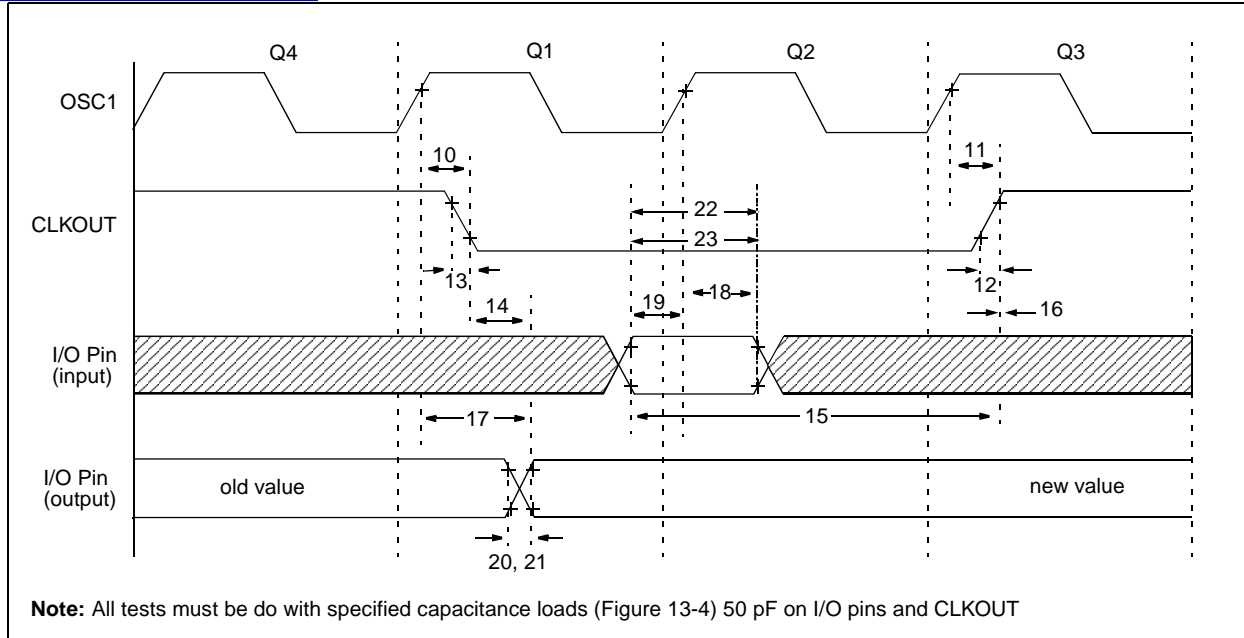 Q4
Q1
Q2
Q3
OSC1
10
11
CLKOUT
22
23
13
12
14
19
18
16
I/O Pin
(input)
17
15
I/O Pin
(output)
old value
new value
20, 21
Note: All tests must be do with specified capacitance loads (Figure 13-4) 50 pF on I/O pins and CLKOUT